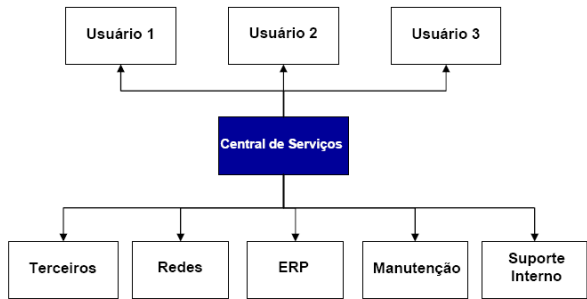 Usuário 1
Usuário 2
Usuário 3
Central de Serviços
Terceiros
Redes
ERP
Manutenção
Suporte
Interno